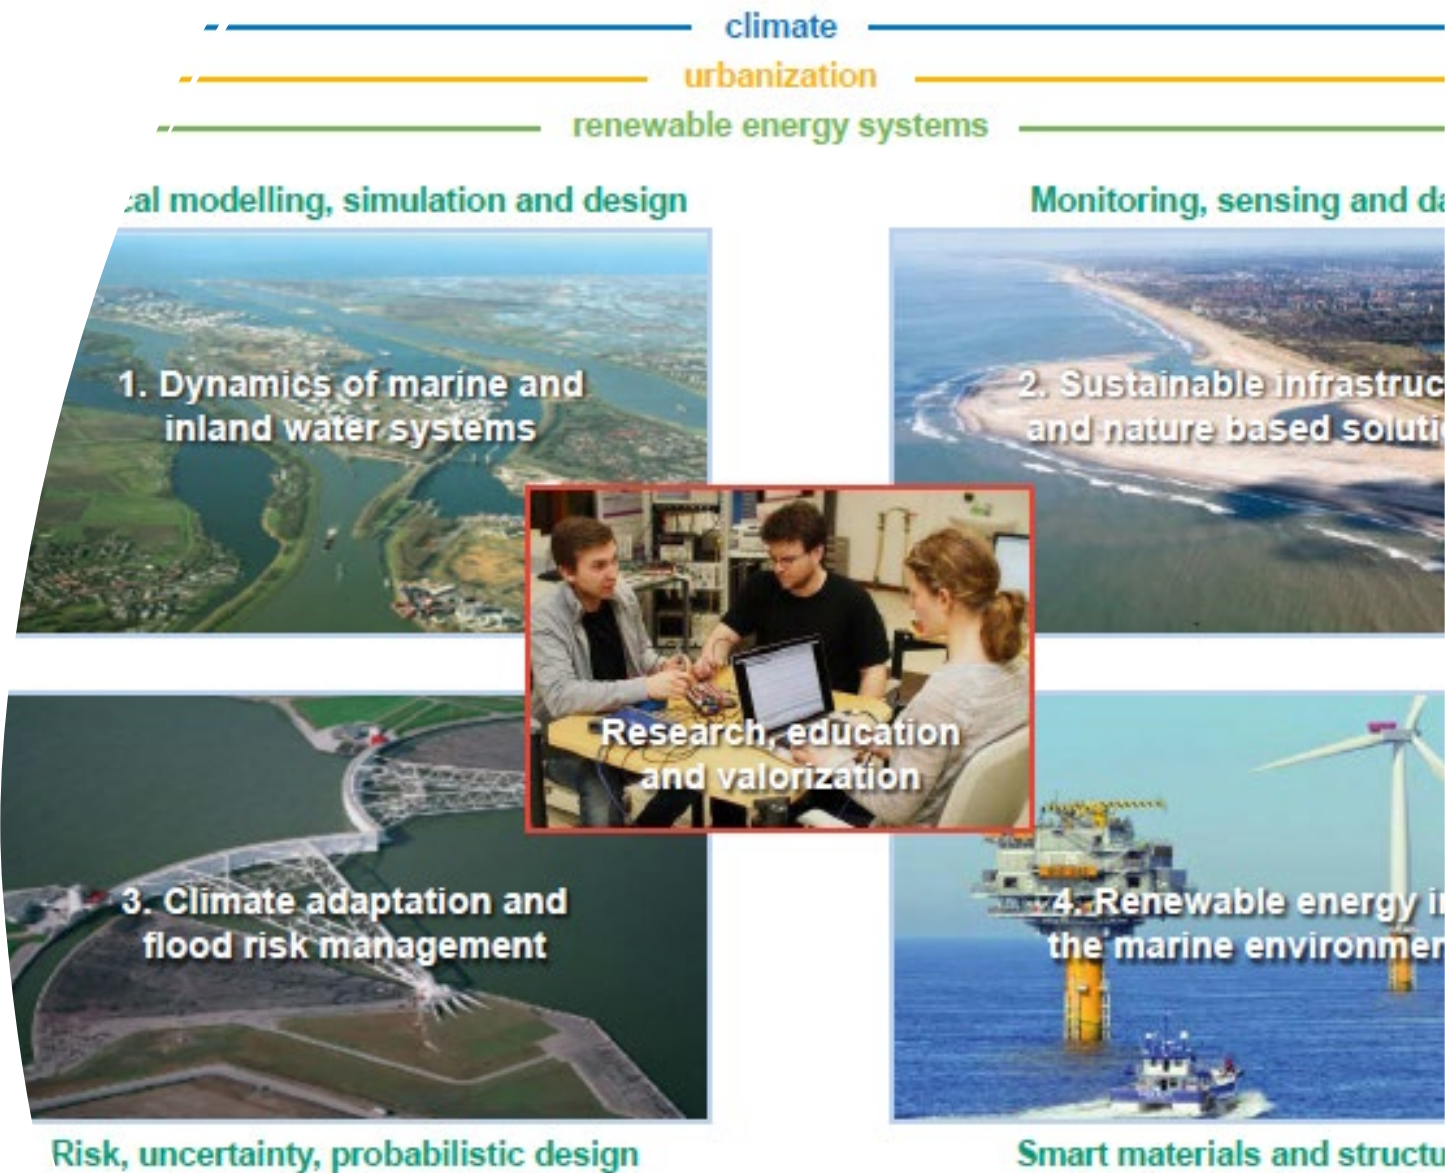 climate
urbanization
renewable energy systems
modelling, simulation and design
Monitoring, sensing and
1. Dynamics of marine and
inland water systems
2. Sustainable
and nature based
Research, education
and valorization
3. Climate adaptation and
flood risk management
4. Renewable energy
the marine
Risk, uncertainty, probabilistic design
Smart materials and